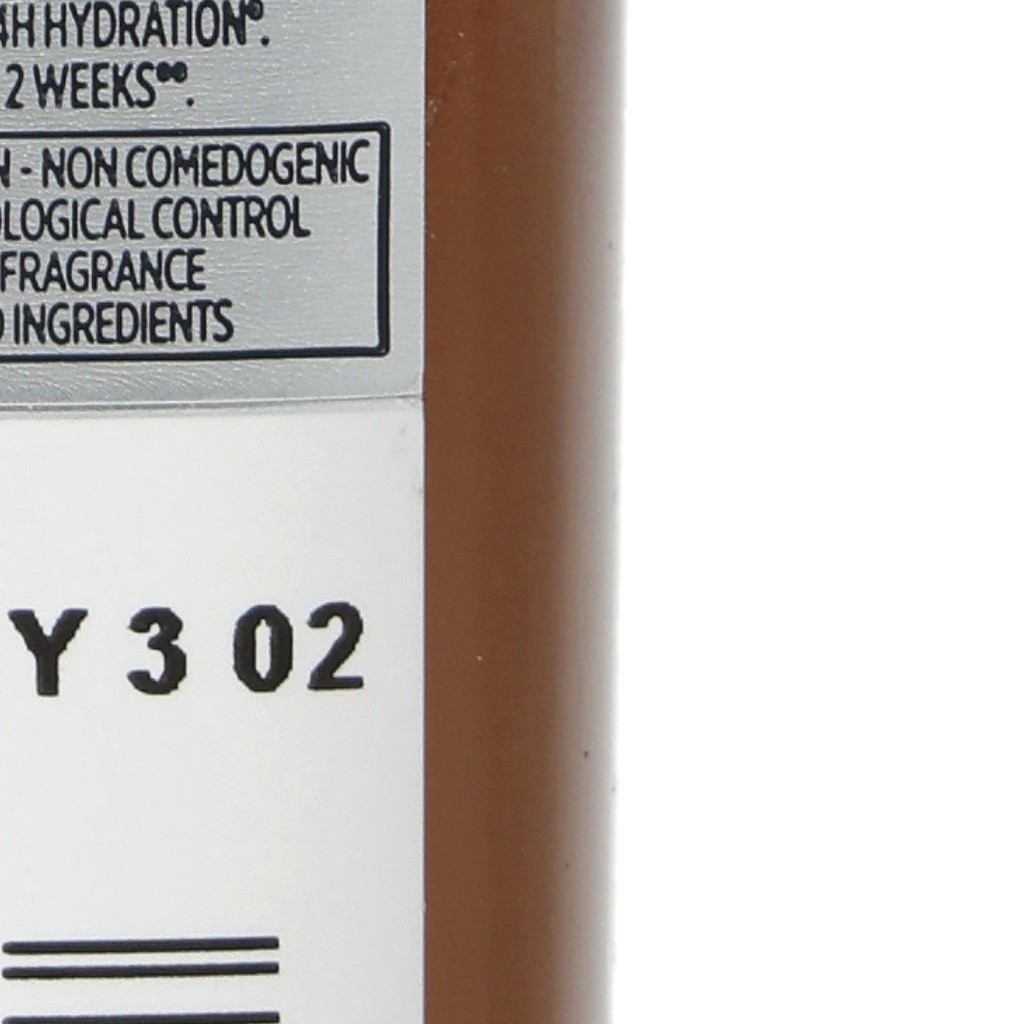 4H HYDRATION°.
2 WEEKS°°.
N - NON COMEDOGENIC
OLOGICAL CONTROL
FRAGRANCE
INGREDIENTS
Y 3 02